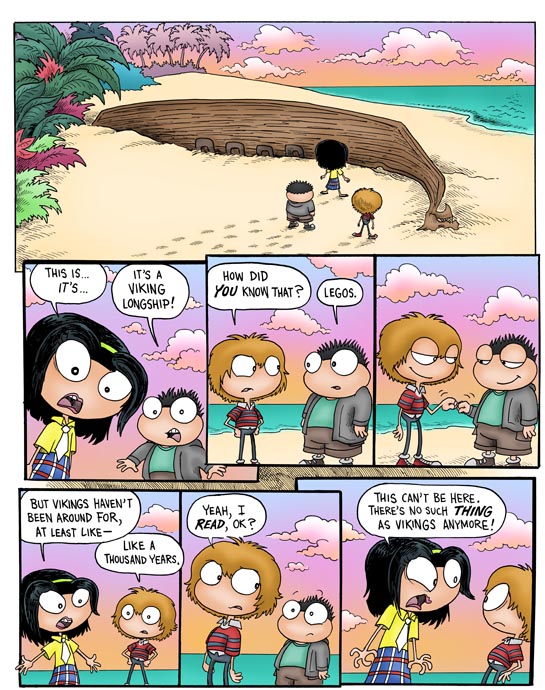 THIS IS...
IT'S...
IT'S A
VIKING
LONGSHIP!
HOW DID
YOU KNOW THAT?
LEGOS.
BUT VIKINGS HAVEN'T
BEEN AROUND FOR,
AT LEAST LIKE—
LIKE A
THOUSAND YEARS.
YEAH, I
READ, OK?
THIS CAN'T BE HERE.
THERE'S NO SUCH THING
AS VIKINGS ANYMORE!